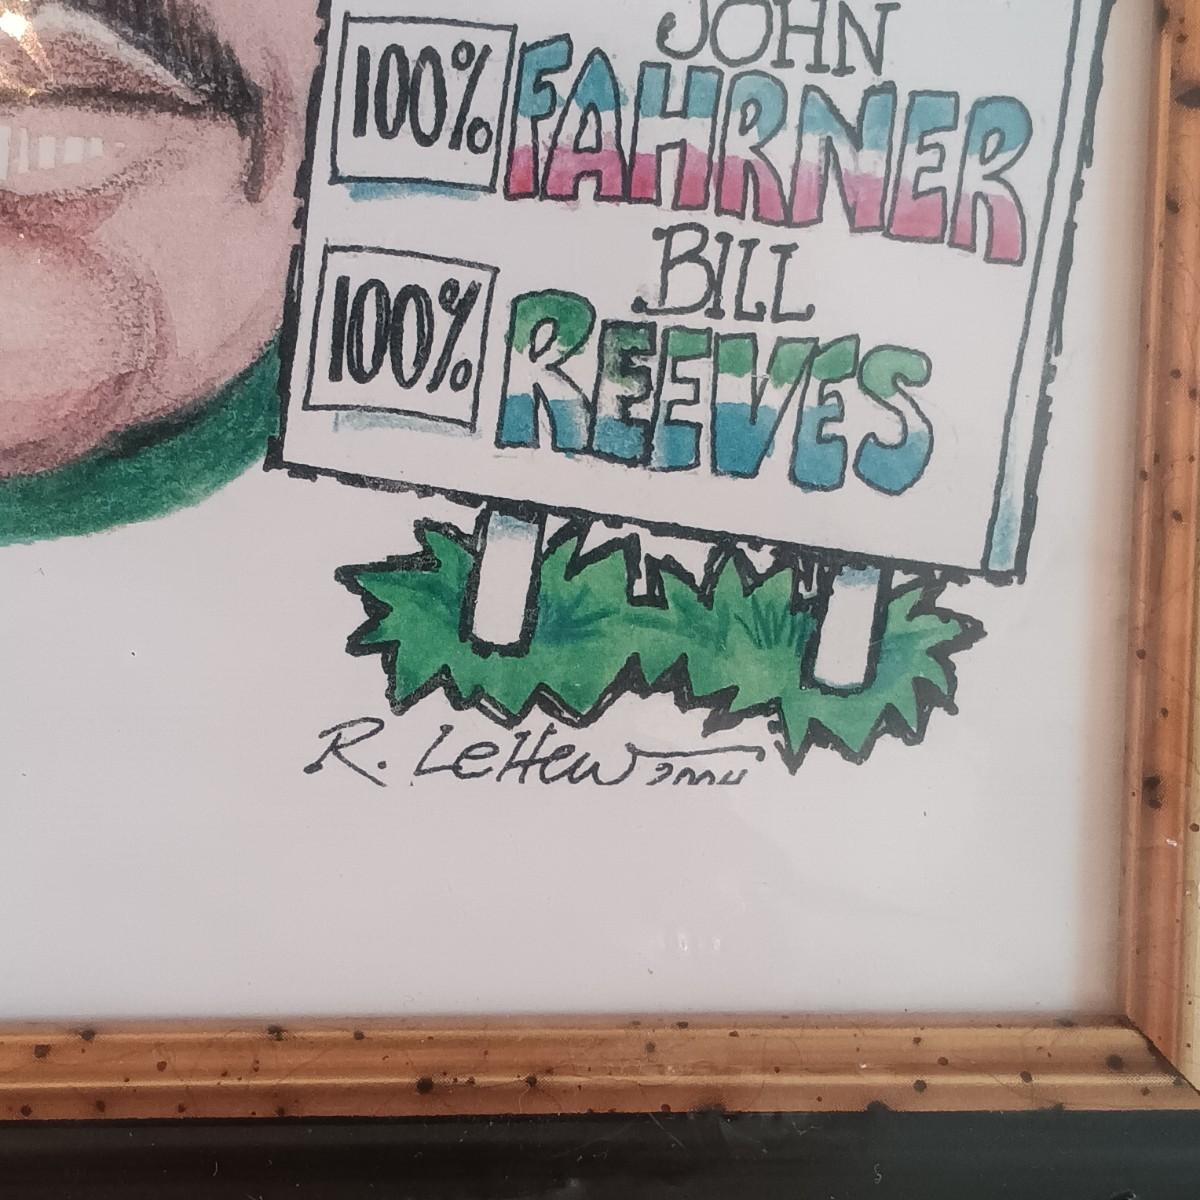 JOHN
100% FAHRNER
BILL
100% REEVES
R. LeHew 2004